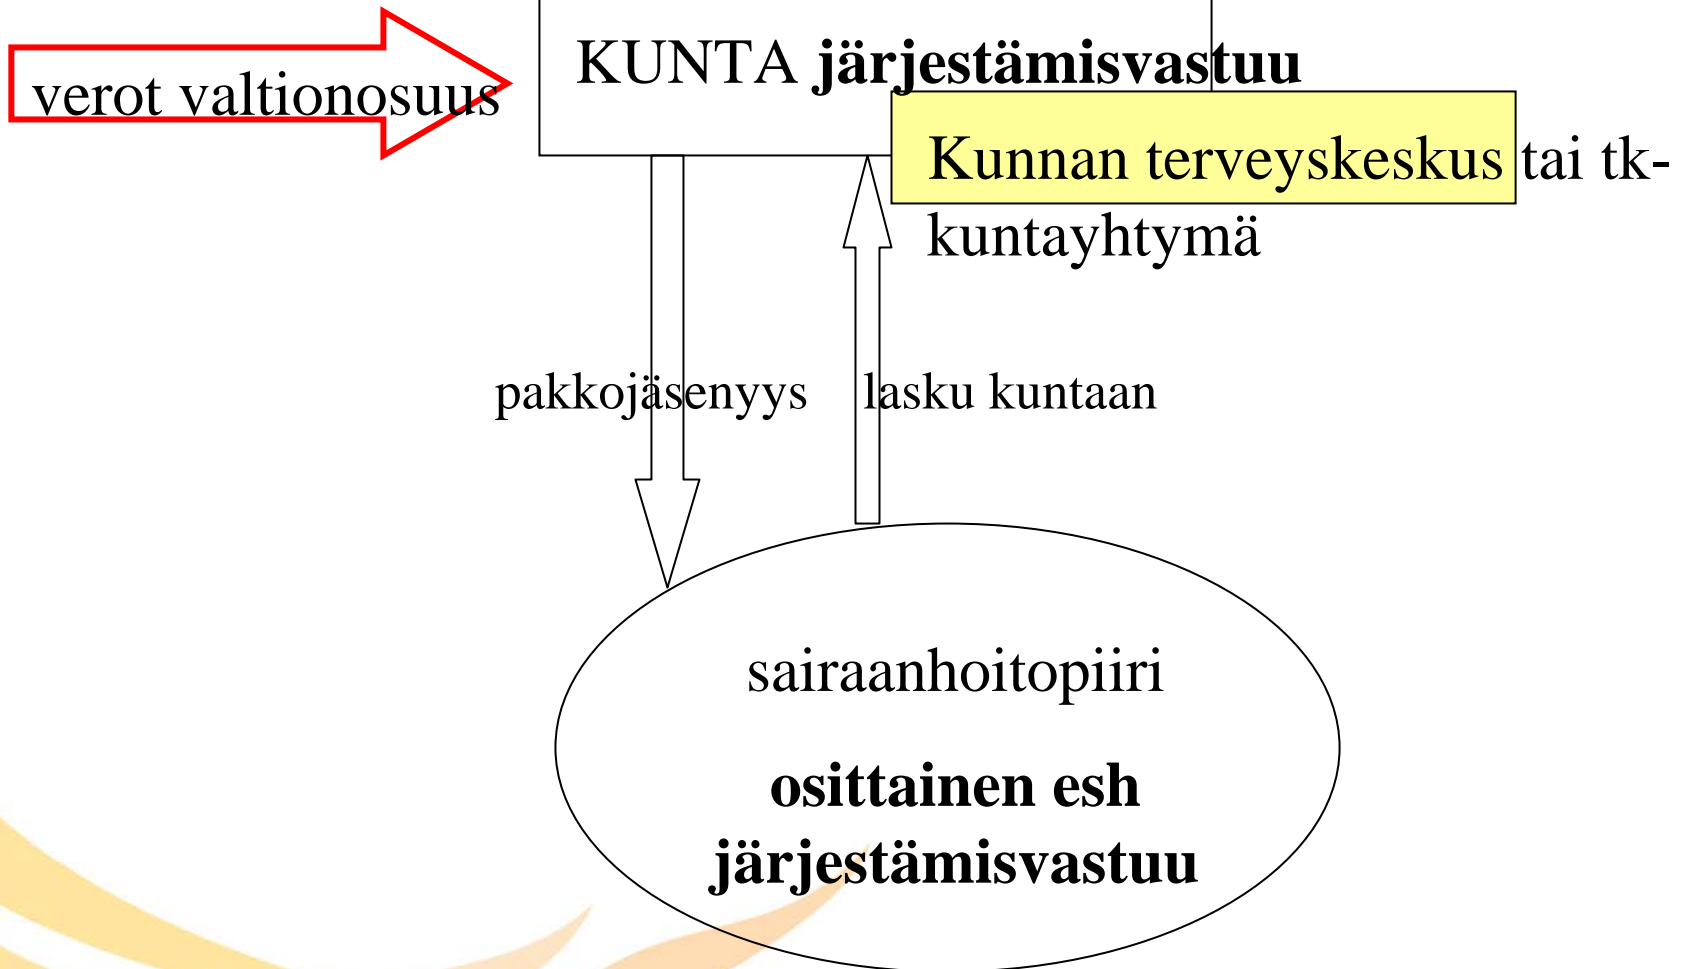 KUNTA järjestämisvastuu
verot valtionosuus
Kunnan terveyskeskus tai tk-
kuntayhtymä
pakkojäsenyys
lasku kuntaan
sairaanhoitopiiri
osittainen esh
järjestämisvastuu